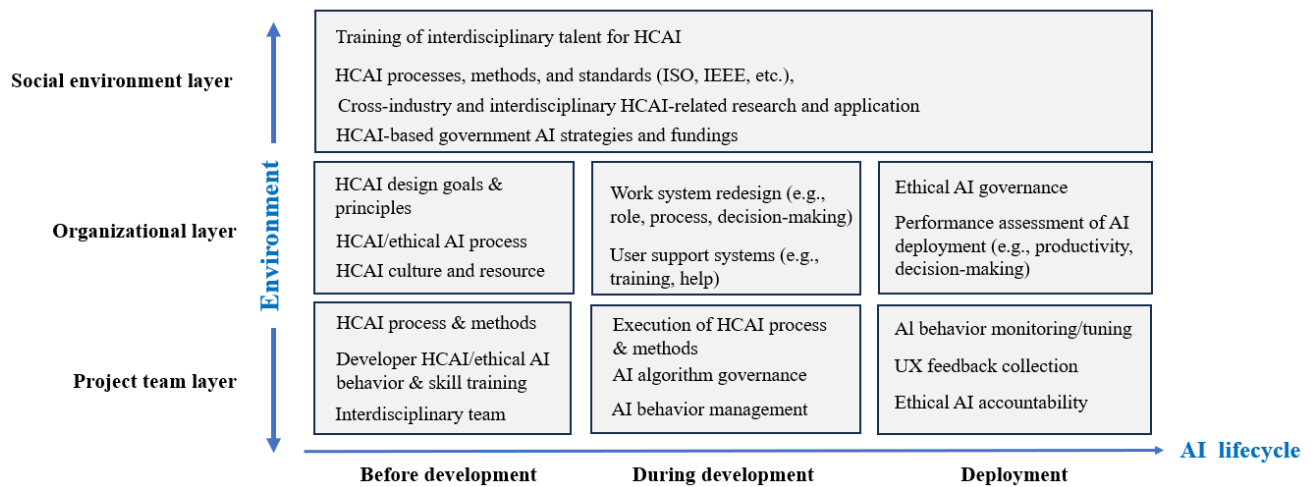 Social environment layer
Training of interdisciplinary talent for HCAI
HCAI processes, methods, and standards (ISO, IEEE, etc.),
Cross-industry and interdisciplinary HCAI-related research and application
HCAI-based government AI strategies and fundings
Environment
Organizational layer
HCAI design goals &
principles
HCAI/ethical AI process
HCAI culture and resource
Work system redesign (e.g.,
role, process, decision-making)
User support systems (e.g.,
training, help)
Ethical AI governance
Performance assessment of AI
deployment (e.g., productivity,
decision-making)
Project team layer
HCAI process & methods
Developer HCAI/ethical AI
behavior & skill training
Interdisciplinary team
Execution of HCAI process
& methods
AI algorithm governance
AI behavior management
Al behavior monitoring/tuning
UX feedback collection
Ethical AI accountability
AI lifecycle
Before development
During development
Deployment